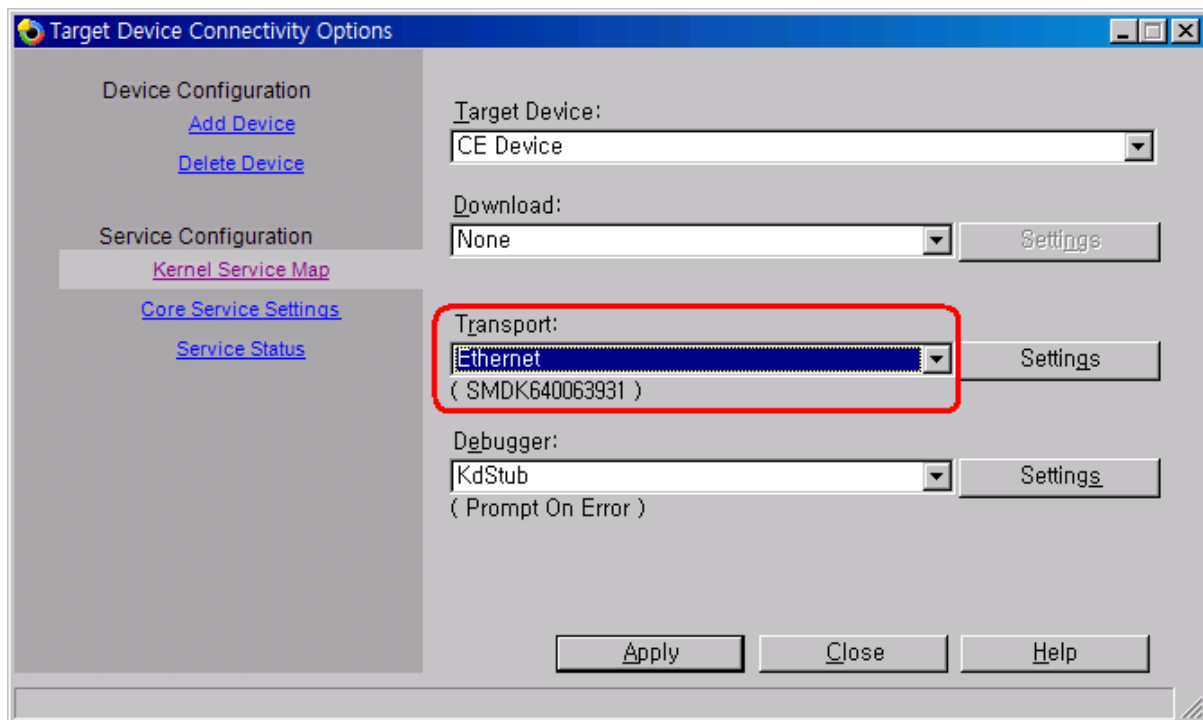 Target Device Connectivity Options
Device Configuration
Add Device
Delete Device
Service Configuration
Kernel Service Map
Core Service Settings
Service Status
Target Device:
CE Device
Download:
None
Settings
Transport:
Ethernet
Settings
( SMDK640063931 )
Debugger:
KdStub
Settings
( Prompt On Error )
Apply
Close
Help